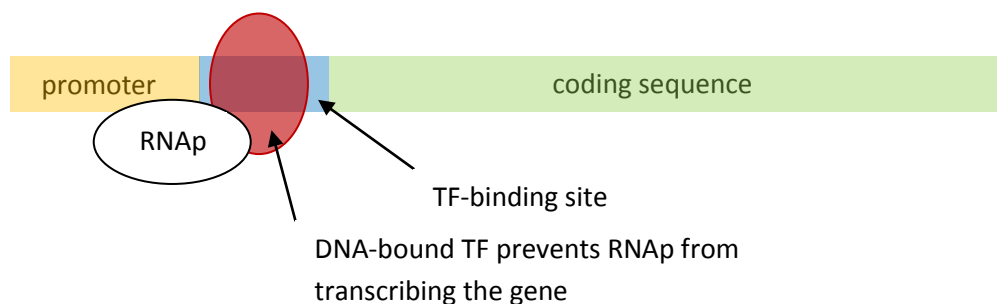 promoter
coding sequence
RNAp
TF-binding site
DNA-bound TF prevents RNAp from
transcribing the gene